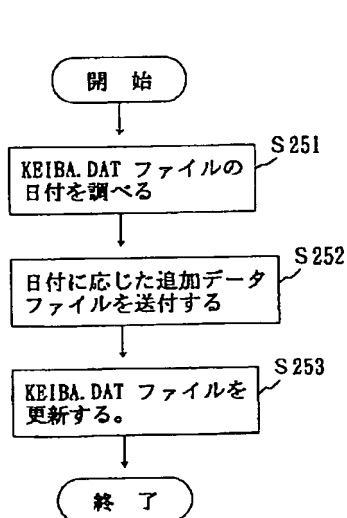 開 始
S251
KEIBA.DAT ファイルの
日付を調べる
S252
日付に応じた追加データ
ファイルを送付する
S253
KEIBA.DAT ファイルを
更新する。
終 了